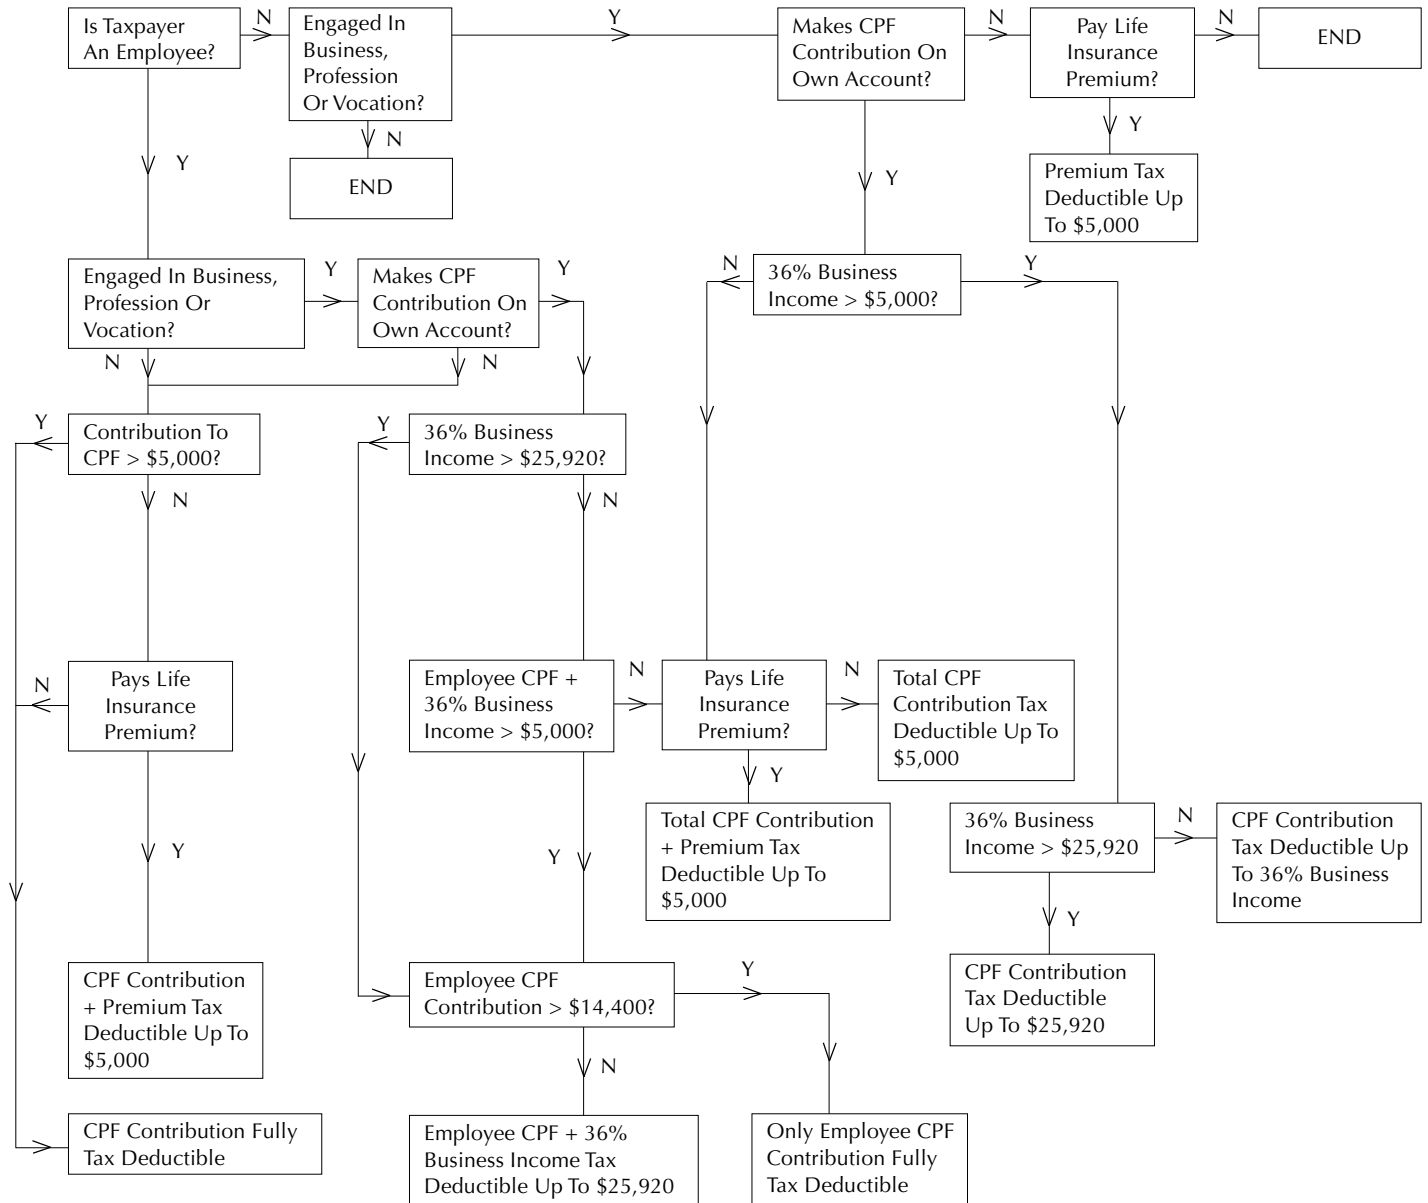 Is Taxpayer
An Employee?
N
Engaged In
Business,
Profession
Or Vocation?
Y
Makes CPF
Contribution On
Own Account?
N
Pay Life
Insurance
Premium?
N
END
Y
N
END
Y
Y
Premium Tax
Deductible Up
To $5,000
Engaged In Business,
Profession Or
Vocation?
Y
Makes CPF
Contribution On
Own Account?
Y
N
36% Business
Income > $5,000?
Y
N
N
Y
Contribution To
CPF > $5,000?
Y
36% Business
Income > $25,920?
N
N
N
Pays Life
Insurance
Premium?
Employee CPF +
36% Business
Income > $5,000?
N
Pays Life
Insurance
Premium?
N
Total CPF
Contribution Tax
Deductible Up To
$5,000
Y
Y
Y
Total CPF Contribution
+ Premium Tax
Deductible Up To
$5,000
36% Business
Income > $25,920
N
CPF Contribution
Tax Deductible Up
To 36% Business
Income
Y
CPF Contribution
+ Premium Tax
Deductible Up To
$5,000
Employee CPF
Contribution > $14,400?
Y
CPF Contribution
Tax Deductible
Up To $25,920
N
CPF Contribution Fully
Tax Deductible
Employee CPF + 36%
Business Income Tax
Deductible Up To $25,920
Only Employee CPF
Contribution Fully
Tax Deductible